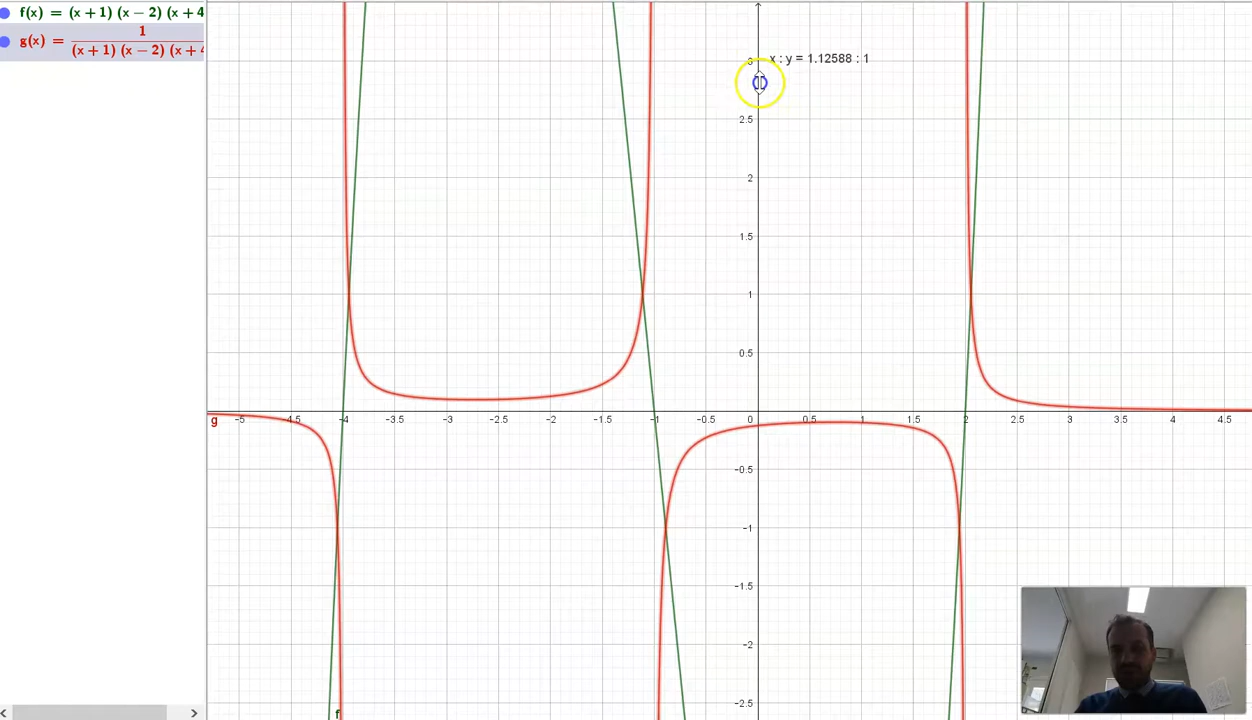 f(x) = (x+1) (x − 2) (x+4
g(x) = 1
(x+1) (x − 2) (x+4
x : y = 1.12588 : 1
3
2.5
2
1.5
1
0.5
-5 -4.5 -4 -3.5 -3 -2.5 -2 -1.5 -1 -0.5 0 0.5 1 1.5 2 2.5 3 3.5 4 4.5
g
-0.5
-1
-1.5
-2
-2.5
f